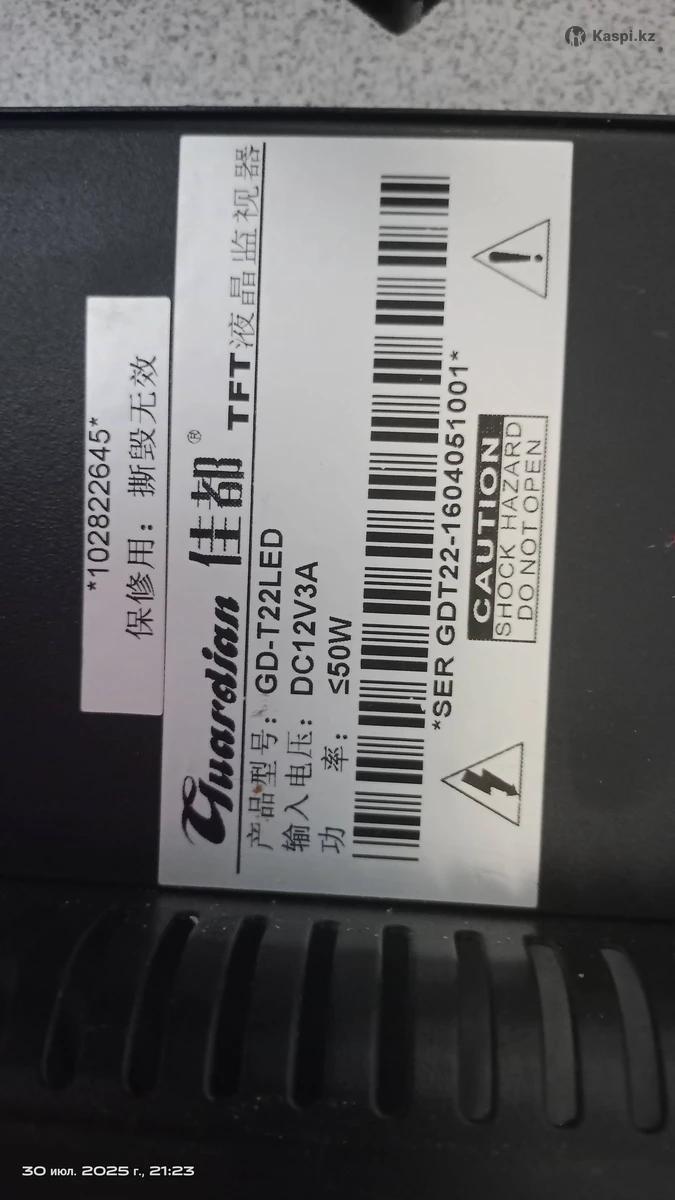 Kaspi.kz
*102822645*
保修用：撕毁无效
Guardian 佳都® TFT液晶监视器
产品型号：GD-T22LED
输入电压：DC12V3A
功 率：≤50W
*SER GDT22-1604051001*
CAUTION
SHOCK HAZARD
DO NOT OPEN
30 июл. 2025 г., 21:23